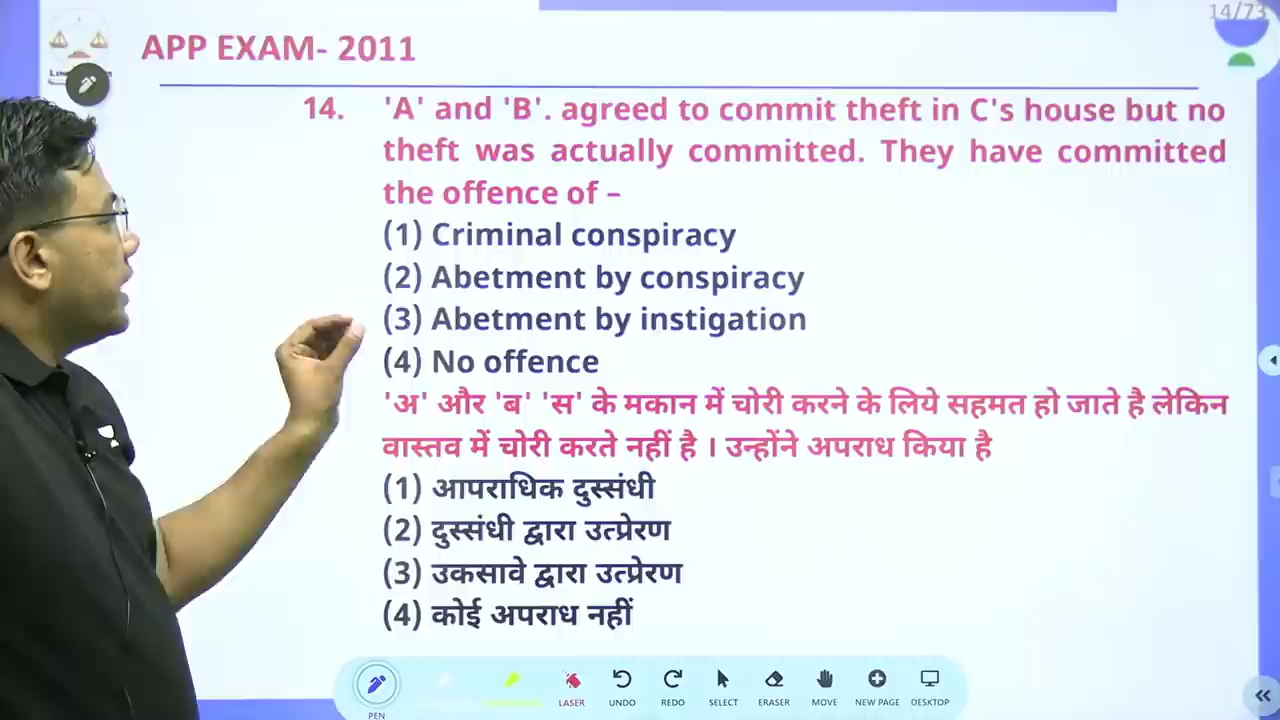 14/73
APP EXAM- 2011
14. 'A' and 'B'. agreed to commit theft in C's house but no
theft was actually committed. They have committed
the offence of –
(1) Criminal conspiracy
(2) Abetment by conspiracy
(3) Abetment by instigation
(4) No offence
'अ' और 'ब' 'स' के मकान में चोरी करने के लिये सहमत हो जाते है लेकिन
वास्तव में चोरी करते नहीं है । उन्होंने अपराध किया है
(1) आपराधिक दुस्संधी
(2) दुस्संधी द्वारा उत्प्रेरण
(3) उकसावे द्वारा उत्प्रेरण
(4) कोई अपराध नहीं
PEN
LASER
UNDO
REDO
SELECT
ERASER
MOVE
NEW PAGE
DESKTOP